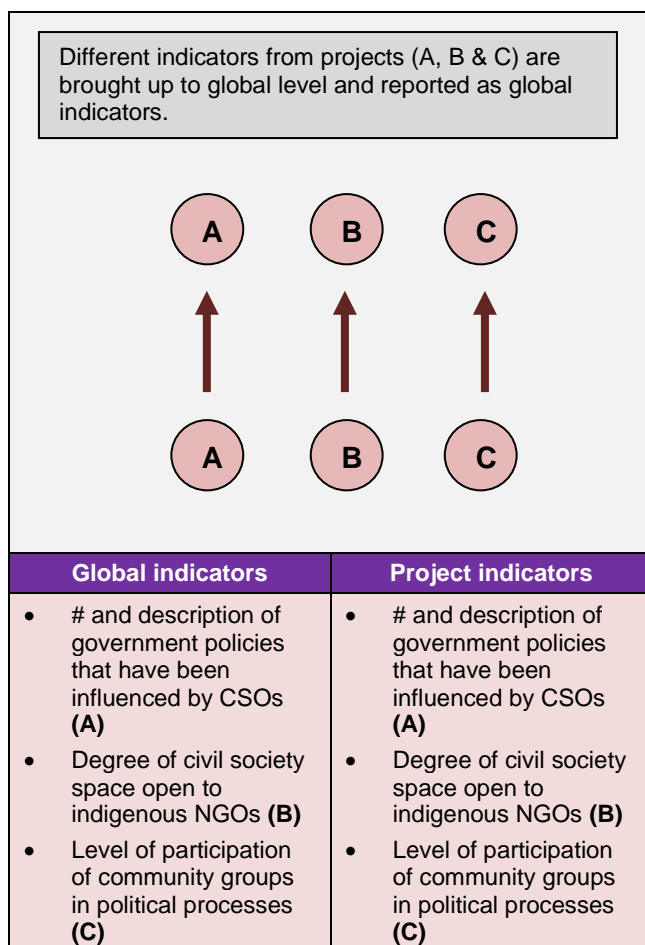 Different indicators from projects (A, B & C) are
brought up to global level and reported as global
indicators.
A B C
A B C
Global indicators
• # and description of
government policies
that have been
influenced by CSOs
(A)
• Degree of civil society
space open to
indigenous NGOs (B)
• Level of participation
of community groups
in political processes
(C)
Project indicators
• # and description of
government policies
that have been
influenced by CSOs
(A)
• Degree of civil society
space open to
indigenous NGOs (B)
• Level of participation
of community groups
in political processes
(C)